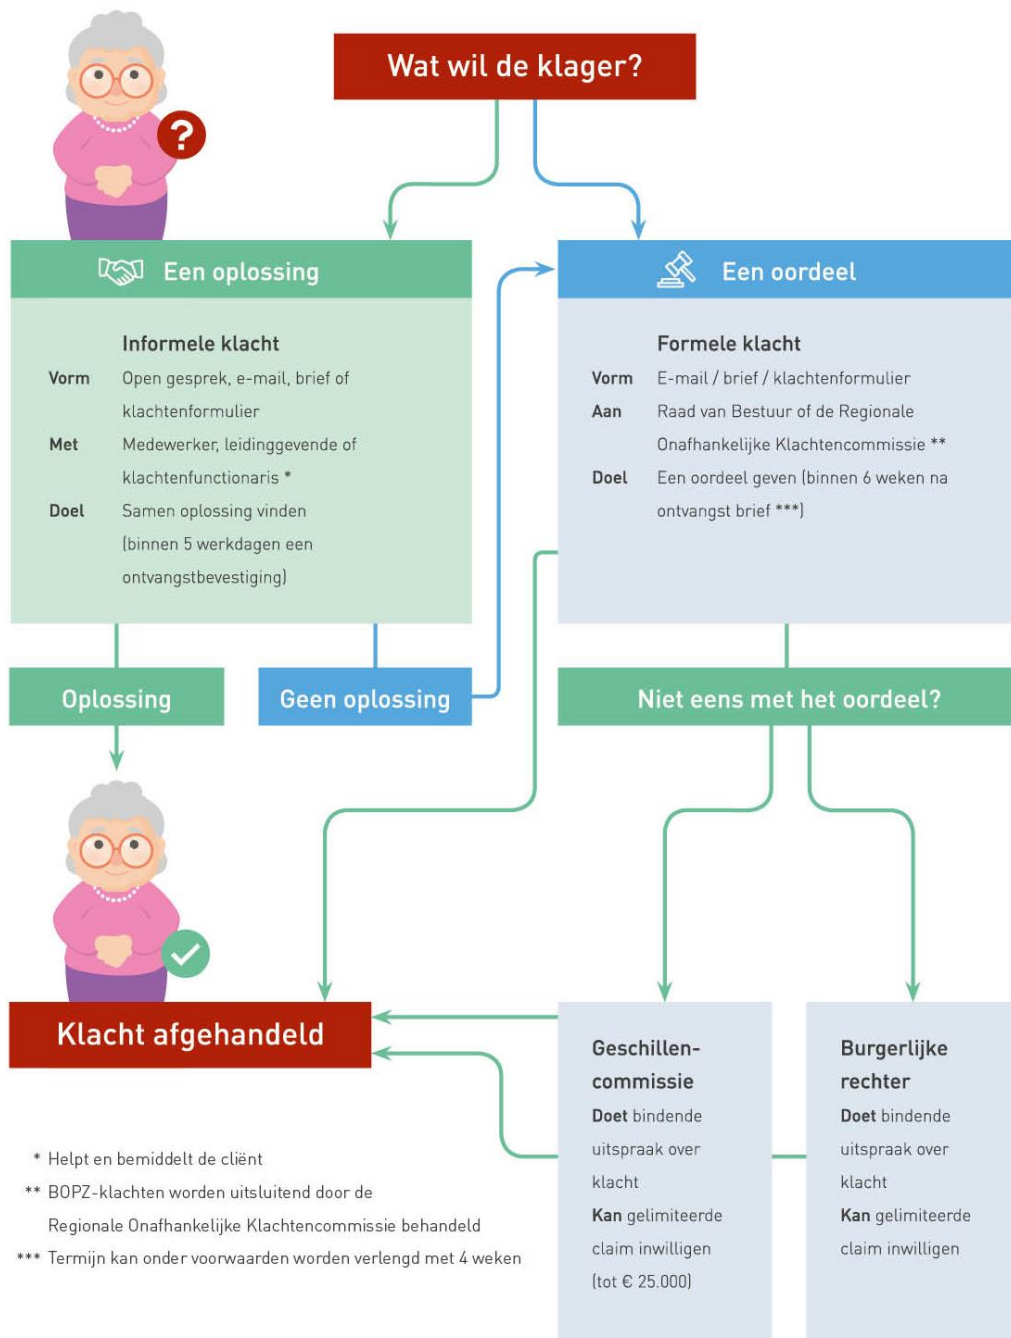 Wat wil de klager?
?
Een oplossing
Informele klacht
Vorm Open gesprek, e-mail, brief of
klachtenformulier
Met Medewerker, leidinggevende of
klachtenfunctionaris *
Doel Samen oplossing vinden
(binnen 5 werkdagen een
ontvangstbevestiging)
Een oordeel
Formele klacht
Vorm E-mail / brief / klachtenformulier
Aan Raad van Bestuur of de Regionale
Onafhankelijke Klachtencommissie **
Doel Een oordeel geven (binnen 6 weken na
ontvangst brief ***)
Oplossing
Geen oplossing
Niet eens met het oordeel?
Klacht afgehandeld
Geschillen-
commissie
Doet bindende
uitspraak over
klacht
Kan gelimiteerde
claim inwilligen
(tot € 25.000)
Burgerlijke
rechter
Doet bindende
uitspraak over
klacht
Kan gelimiteerde
claim inwilligen
* Helpt en bemiddelt de cliënt
** BOPZ-klachten worden uitsluitend door de
Regionale Onafhankelijke Klachtencommissie behandeld
*** Termijn kan onder voorwaarden worden verlengd met 4 weken